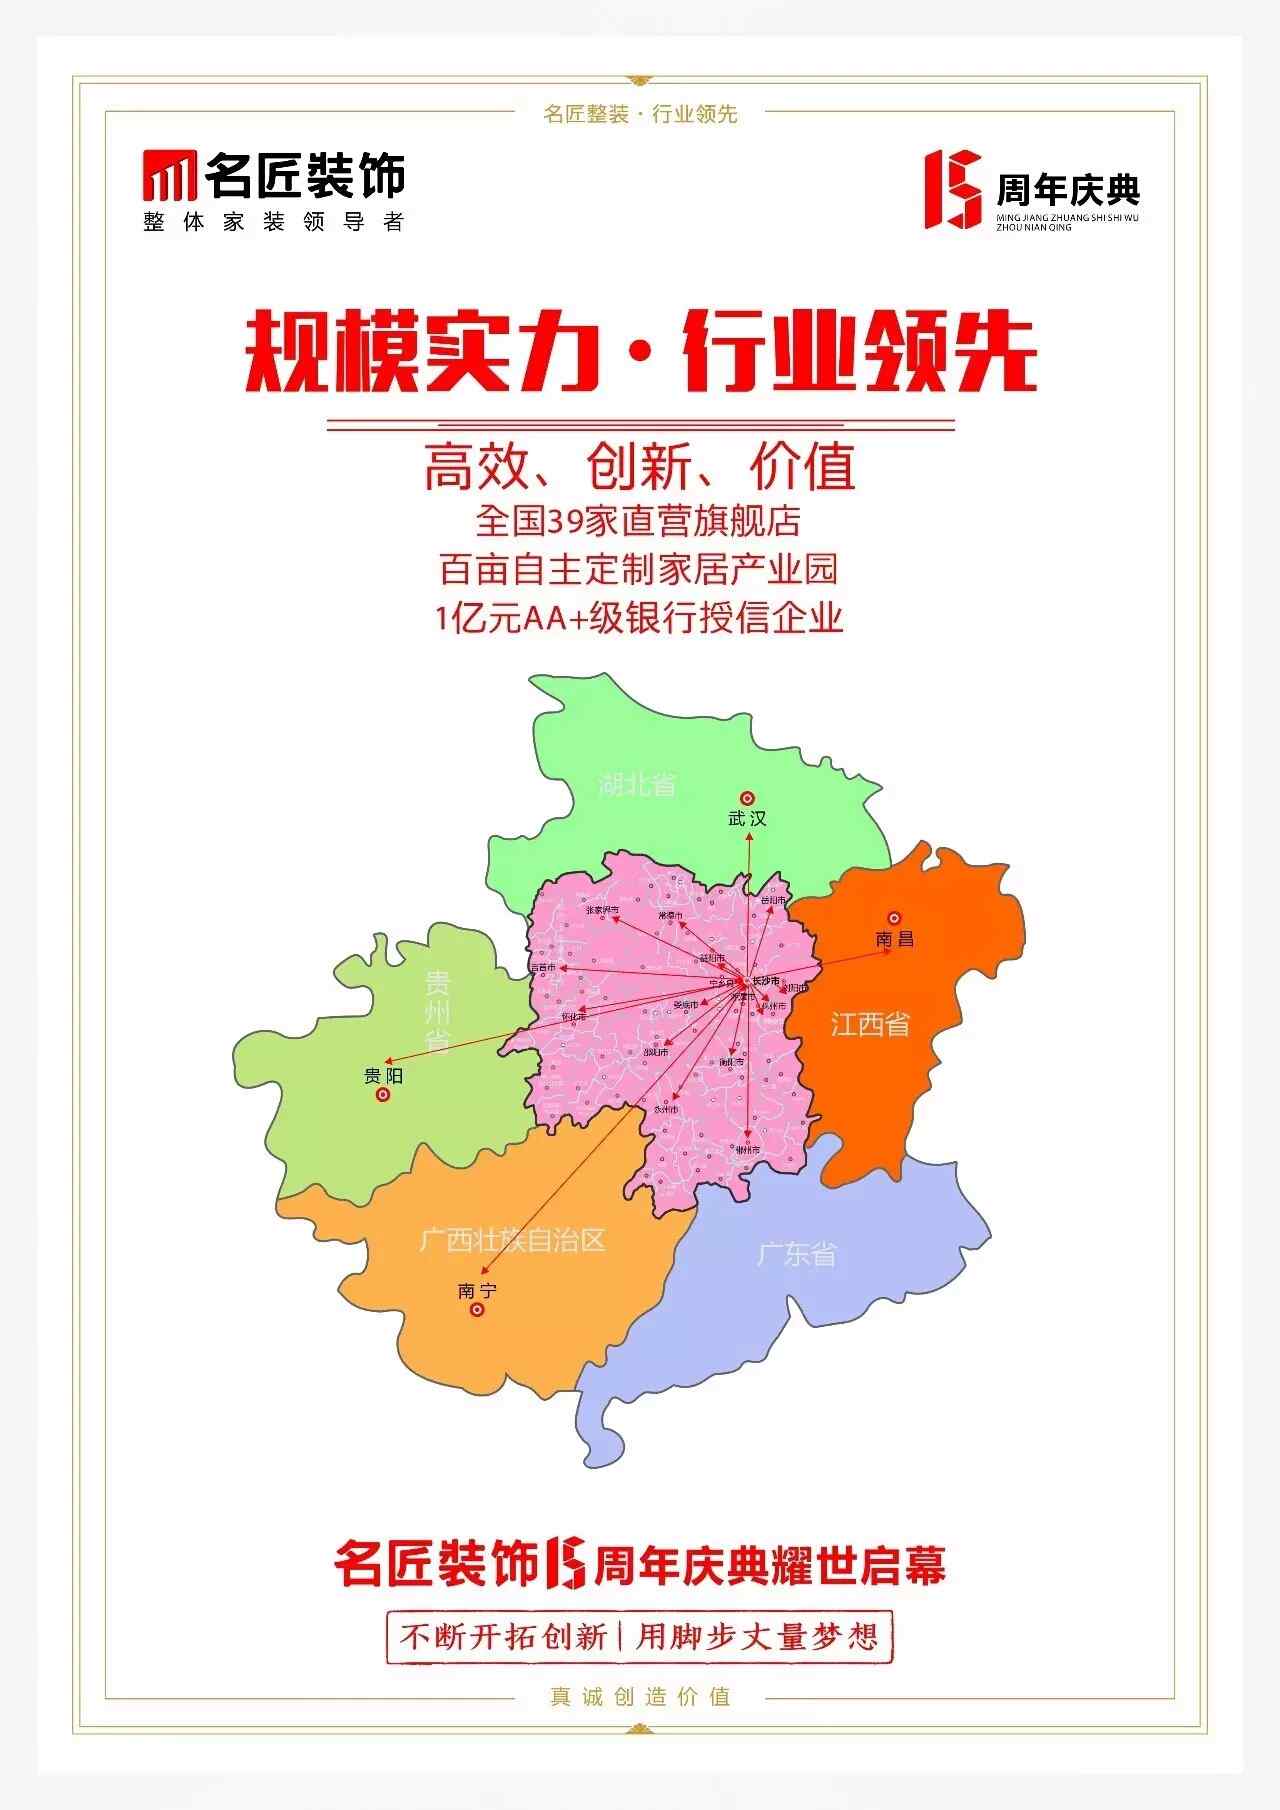 名匠整装·行业领先
名匠装饰
整体家装领导者
15周年庆典
MING JIANG ZHUANG SHI SHI WU
ZHOU NIAN QING
规模实力·行业领先
高效、创新、价值
全国39家直营旗舰店
百亩自主定制家居产业园
1亿元AA+级银行授信企业
湖北省
武汉
张家界市
常德市
岳阳市
南昌
益阳市
吉首市
贵州省
宁乡县
长沙市
浏阳市
娄底市
株州市
怀化市
江西省
邵阳市
衡阳市
贵阳
永州市
郴州市
广西壮族自治区
广东省
南宁
名匠装饰15周年庆典耀世启幕
不断开拓创新|用脚步丈量梦想
真诚创造价值